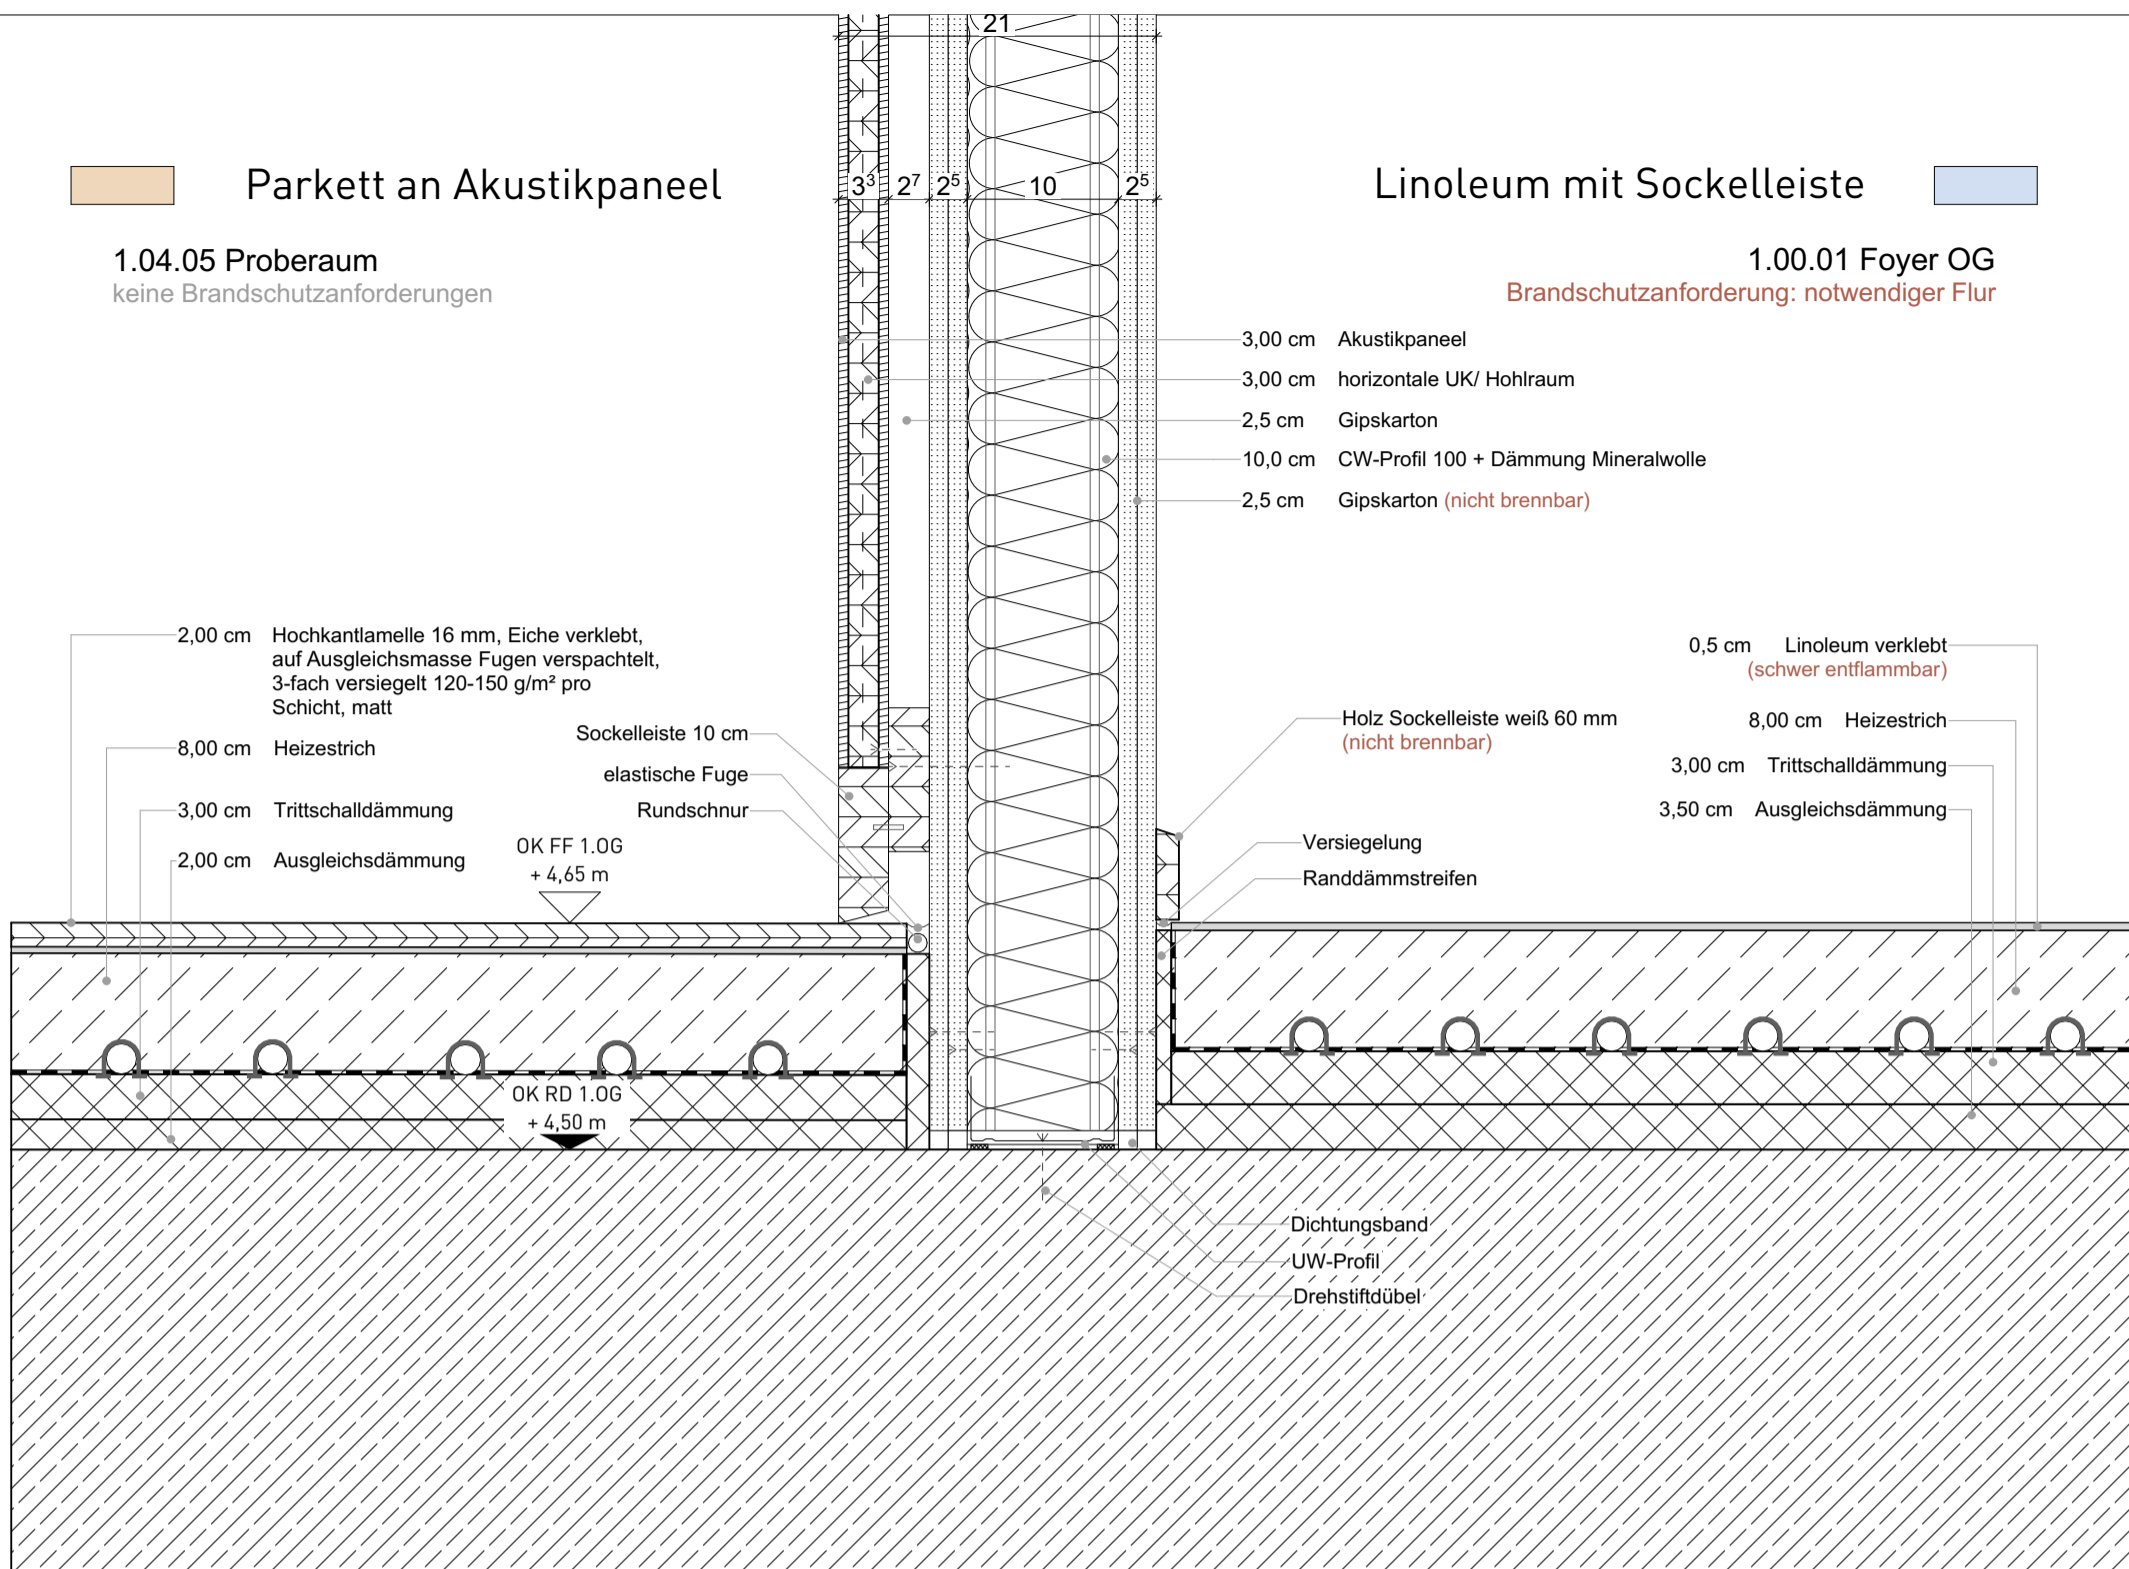 21
3³ 2⁷ 2⁵ 10 2⁵
Parkett an Akustikpaneel
1.04.05 Proberaum
keine Brandschutzanforderungen
Linoleum mit Sockelleiste
1.00.01 Foyer OG
Brandschutzanforderung: notwendiger Flur
3,00 cm Akustikpaneel
3,00 cm horizontale UK/ Hohlraum
2,5 cm Gipskarton
10,0 cm CW-Profil 100 + Dämmung Mineralwolle
2,5 cm Gipskarton (nicht brennbar)
2,00 cm Hochkantlamelle 16 mm, Eiche verklebt,
auf Ausgleichsmasse Fugen verspachtelt,
3-fach versiegelt 120-150 g/m² pro
Schicht, matt
8,00 cm Heizestrich
3,00 cm Trittschalldämmung
2,00 cm Ausgleichsdämmung
Sockelleiste 10 cm
elastische Fuge
Rundschnur
OK FF 1.OG
+ 4,65 m
OK RD 1.OG
+ 4,50 m
Holz Sockelleiste weiß 60 mm
(nicht brennbar)
Versiegelung
Randdämmstreifen
0,5 cm Linoleum verklebt
(schwer entflammbar)
8,00 cm Heizestrich
3,00 cm Trittschalldämmung
3,50 cm Ausgleichsdämmung
Dichtungsband
UW-Profil
Drehstiftdübel